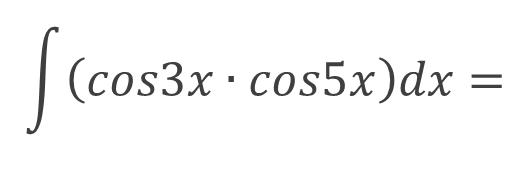 ∫(cos3x · cos5x)dx =